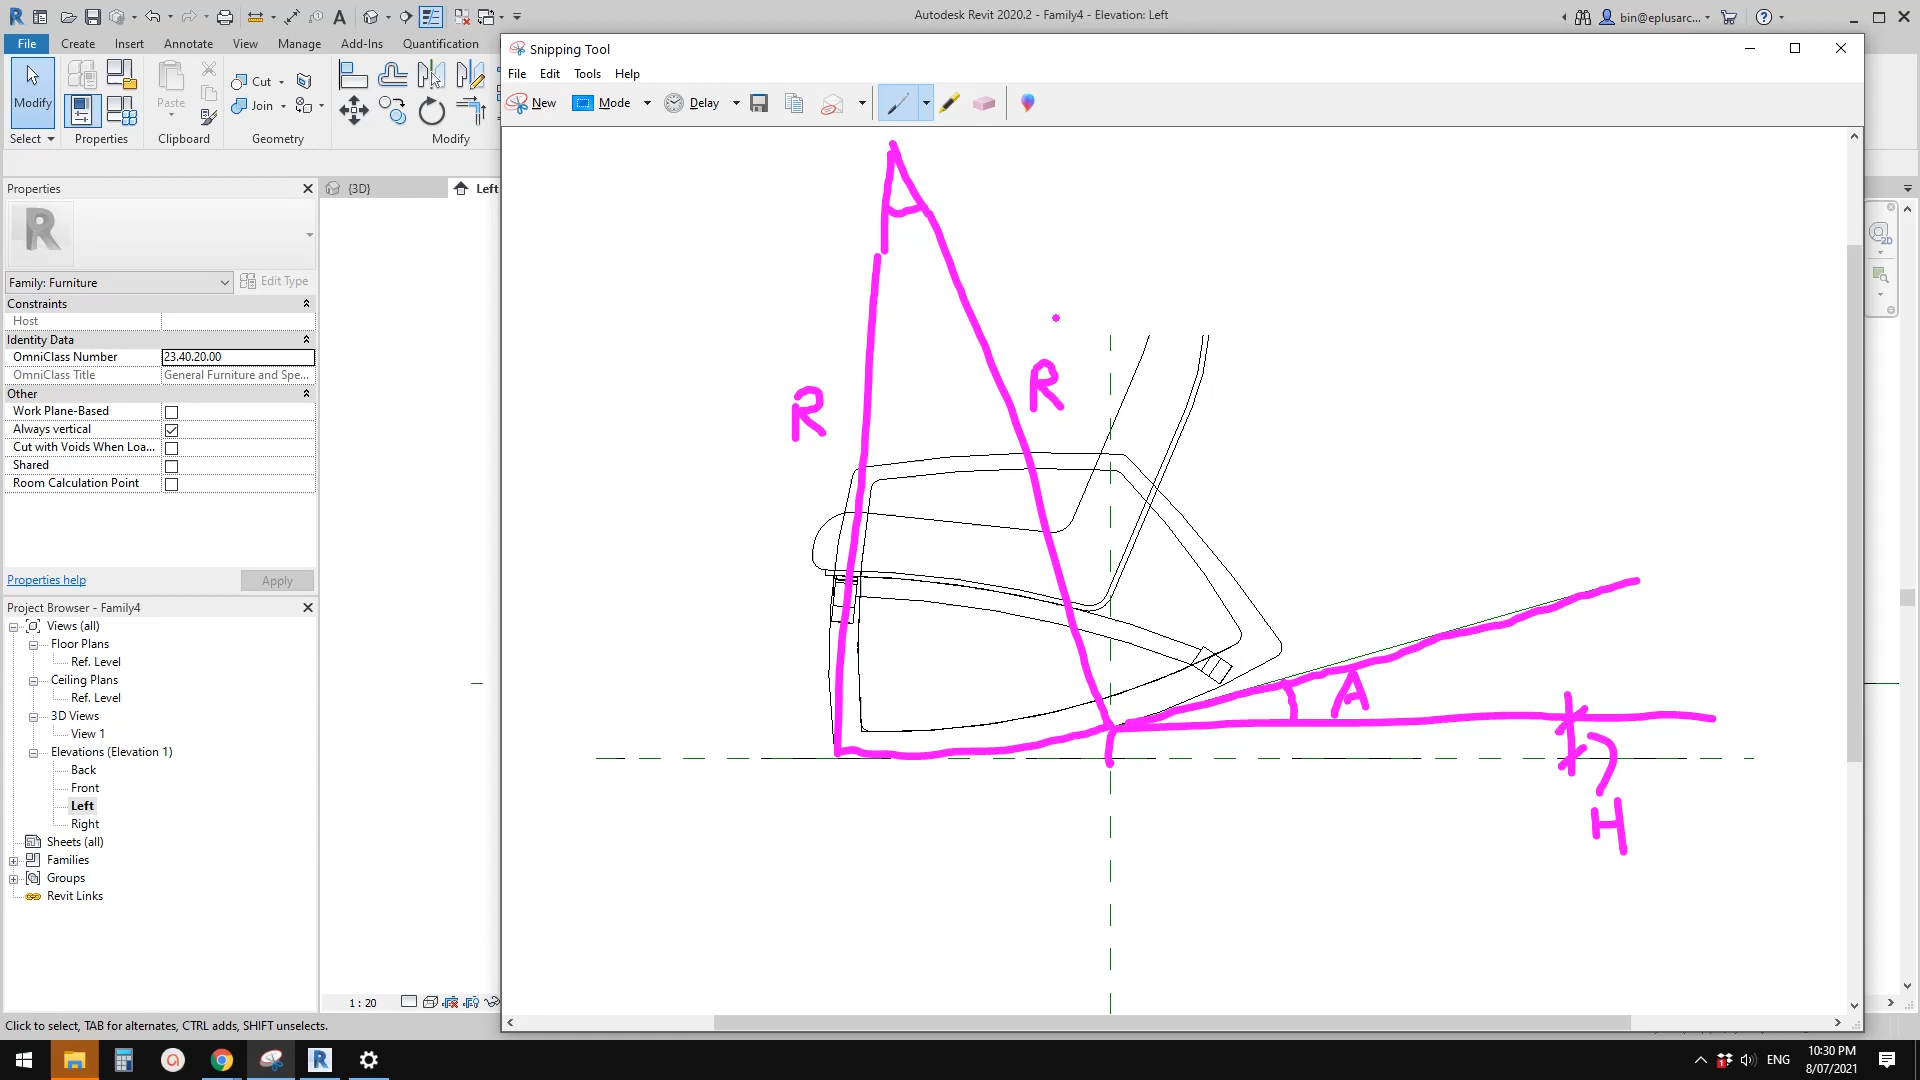 Autodesk Revit 2020.2 - Family4 - Elevation: Left
bin@eplusarc...
File Create Insert Annotate View Manage Add-Ins Quantification
Modify
Paste
Cut
Join
Select Properties Clipboard Geometry Modify
Properties
{3D}
Left
R
Family: Furniture
Edit Type
Constraints
Host
Identity Data
OmniClass Number 23.40.20.00
OmniClass Title General Furniture and Spe...
Other
Work Plane-Based
Always vertical
Cut with Voids When Loa...
Shared
Room Calculation Point
Properties help
Apply
Project Browser - Family4
Views (all)
Floor Plans
Ref. Level
Ceiling Plans
Ref. Level
3D Views
View 1
Elevations (Elevation 1)
Back
Front
Left
Right
Sheets (all)
Families
Groups
Revit Links
1 : 20
Click to select, TAB for alternates, CTRL adds, SHIFT unselects.
Snipping Tool
File Edit Tools Help
New Mode Delay
R
R
A
H
2D
ENG
10:30 PM
8/07/2021